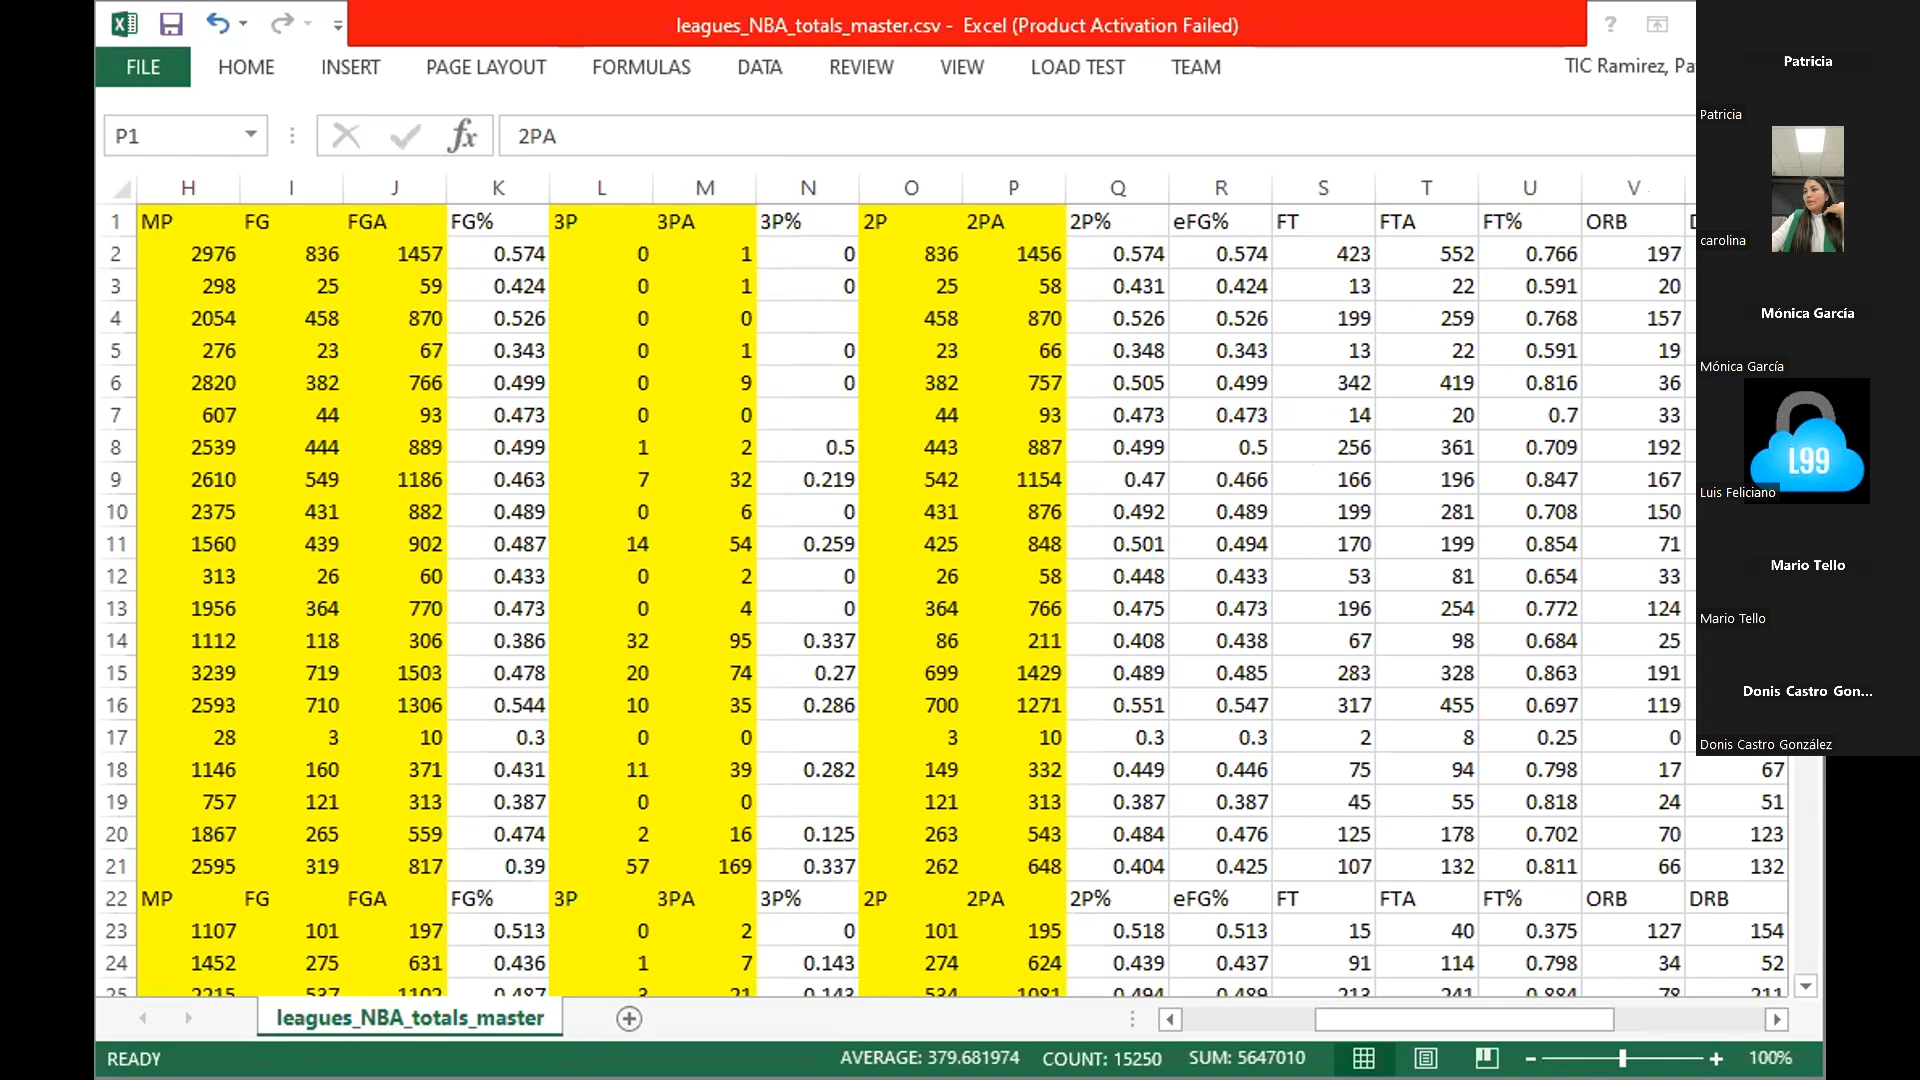 leagues_NBA_totals_master.csv - Excel (Product Activation Failed)
?
FILE HOME INSERT PAGE LAYOUT FORMULAS DATA REVIEW VIEW LOAD TEST TEAM TIC Ramirez, Pa
P1 fx 2PA
H I J K L M N O P Q R S T U V
1 MP FG FGA FG% 3P 3PA 3P% 2P 2PA 2P% eFG% FT FTA FT% ORB
2 2976 836 1457 0.574 0 1 0 836 1456 0.574 0.574 423 552 0.766 197
3 298 25 59 0.424 0 1 0 25 58 0.431 0.424 13 22 0.591 20
4 2054 458 870 0.526 0 0 458 870 0.526 0.526 199 259 0.768 157
5 276 23 67 0.343 0 1 0 23 66 0.348 0.343 13 22 0.591 19
6 2820 382 766 0.499 0 9 0 382 757 0.505 0.499 342 419 0.816 36
7 607 44 93 0.473 0 0 44 93 0.473 0.473 14 20 0.7 33
8 2539 444 889 0.499 1 2 0.5 443 887 0.499 0.5 256 361 0.709 192
9 2610 549 1186 0.463 7 32 0.219 542 1154 0.47 0.466 166 196 0.847 167
10 2375 431 882 0.489 0 6 0 431 876 0.492 0.489 199 281 0.708 150
11 1560 439 902 0.487 14 54 0.259 425 848 0.501 0.494 170 199 0.854 71
12 313 26 60 0.433 0 2 0 26 58 0.448 0.433 53 81 0.654 33
13 1956 364 770 0.473 0 4 0 364 766 0.475 0.473 196 254 0.772 124
14 1112 118 306 0.386 32 95 0.337 86 211 0.408 0.438 67 98 0.684 25
15 3239 719 1503 0.478 20 74 0.27 699 1429 0.489 0.485 283 328 0.863 191
16 2593 710 1306 0.544 10 35 0.286 700 1271 0.551 0.547 317 455 0.697 119
17 28 3 10 0.3 0 0 3 10 0.3 0.3 2 8 0.25 0
18 1146 160 371 0.431 11 39 0.282 149 332 0.449 0.446 75 94 0.798 17 67
19 757 121 313 0.387 0 0 121 313 0.387 0.387 45 55 0.818 24 51
20 1867 265 559 0.474 2 16 0.125 263 543 0.484 0.476 125 178 0.702 70 123
21 2595 319 817 0.39 57 169 0.337 262 648 0.404 0.425 107 132 0.811 66 132
22 MP FG FGA FG% 3P 3PA 3P% 2P 2PA 2P% eFG% FT FTA FT% ORB DRB
23 1107 101 197 0.513 0 2 0 101 195 0.518 0.513 15 40 0.375 127 154
24 1452 275 631 0.436 1 7 0.143 274 624 0.439 0.437 91 114 0.798 34 52
25 2215 537 1102 0.487 3 21 0.143 534 1081 0.494 0.489 213 241 0.884 78 211
leagues_NBA_totals_master
READY AVERAGE: 379.681974 COUNT: 15250 SUM: 5647010 100%
Patricia
Patricia
carolina
Mónica García
Mónica García
L99
Luis Feliciano
Mario Tello
Mario Tello
Donis Castro Gon...
Donis Castro González